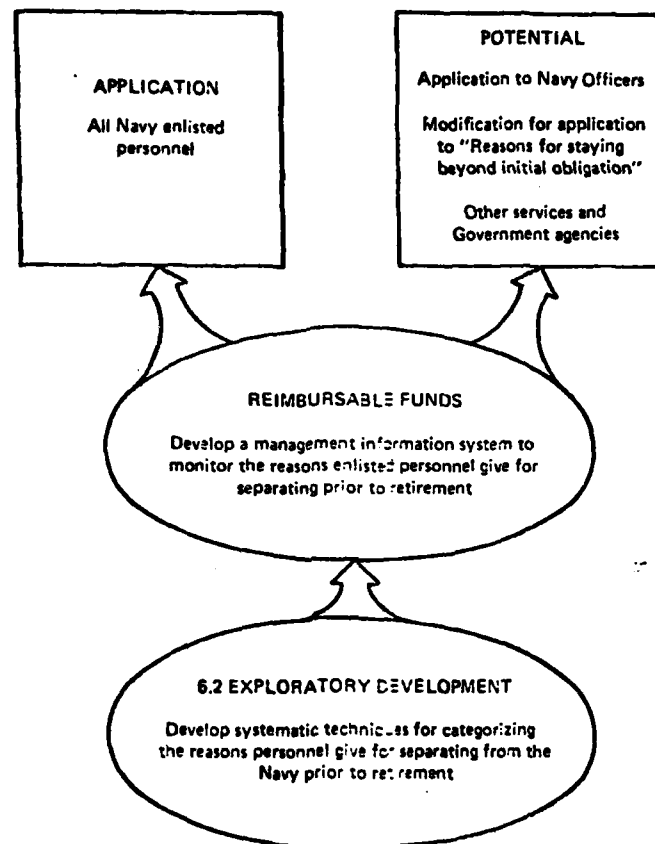 APPLICATION
All Navy enlisted
personnel
POTENTIAL
Application to Navy Officers
Modification for application
to "Reasons for staying
beyond initial obligation"
Other services and
Government agencies
REIMBURSABLE FUNDS
Develop a management information system to
monitor the reasons enlisted personnel give for
separating prior to retirement
6.2 EXPLORATORY DEVELOPMENT
Develop systematic techniques for categorizing
the reasons personnel give for separating from the
Navy prior to retirement